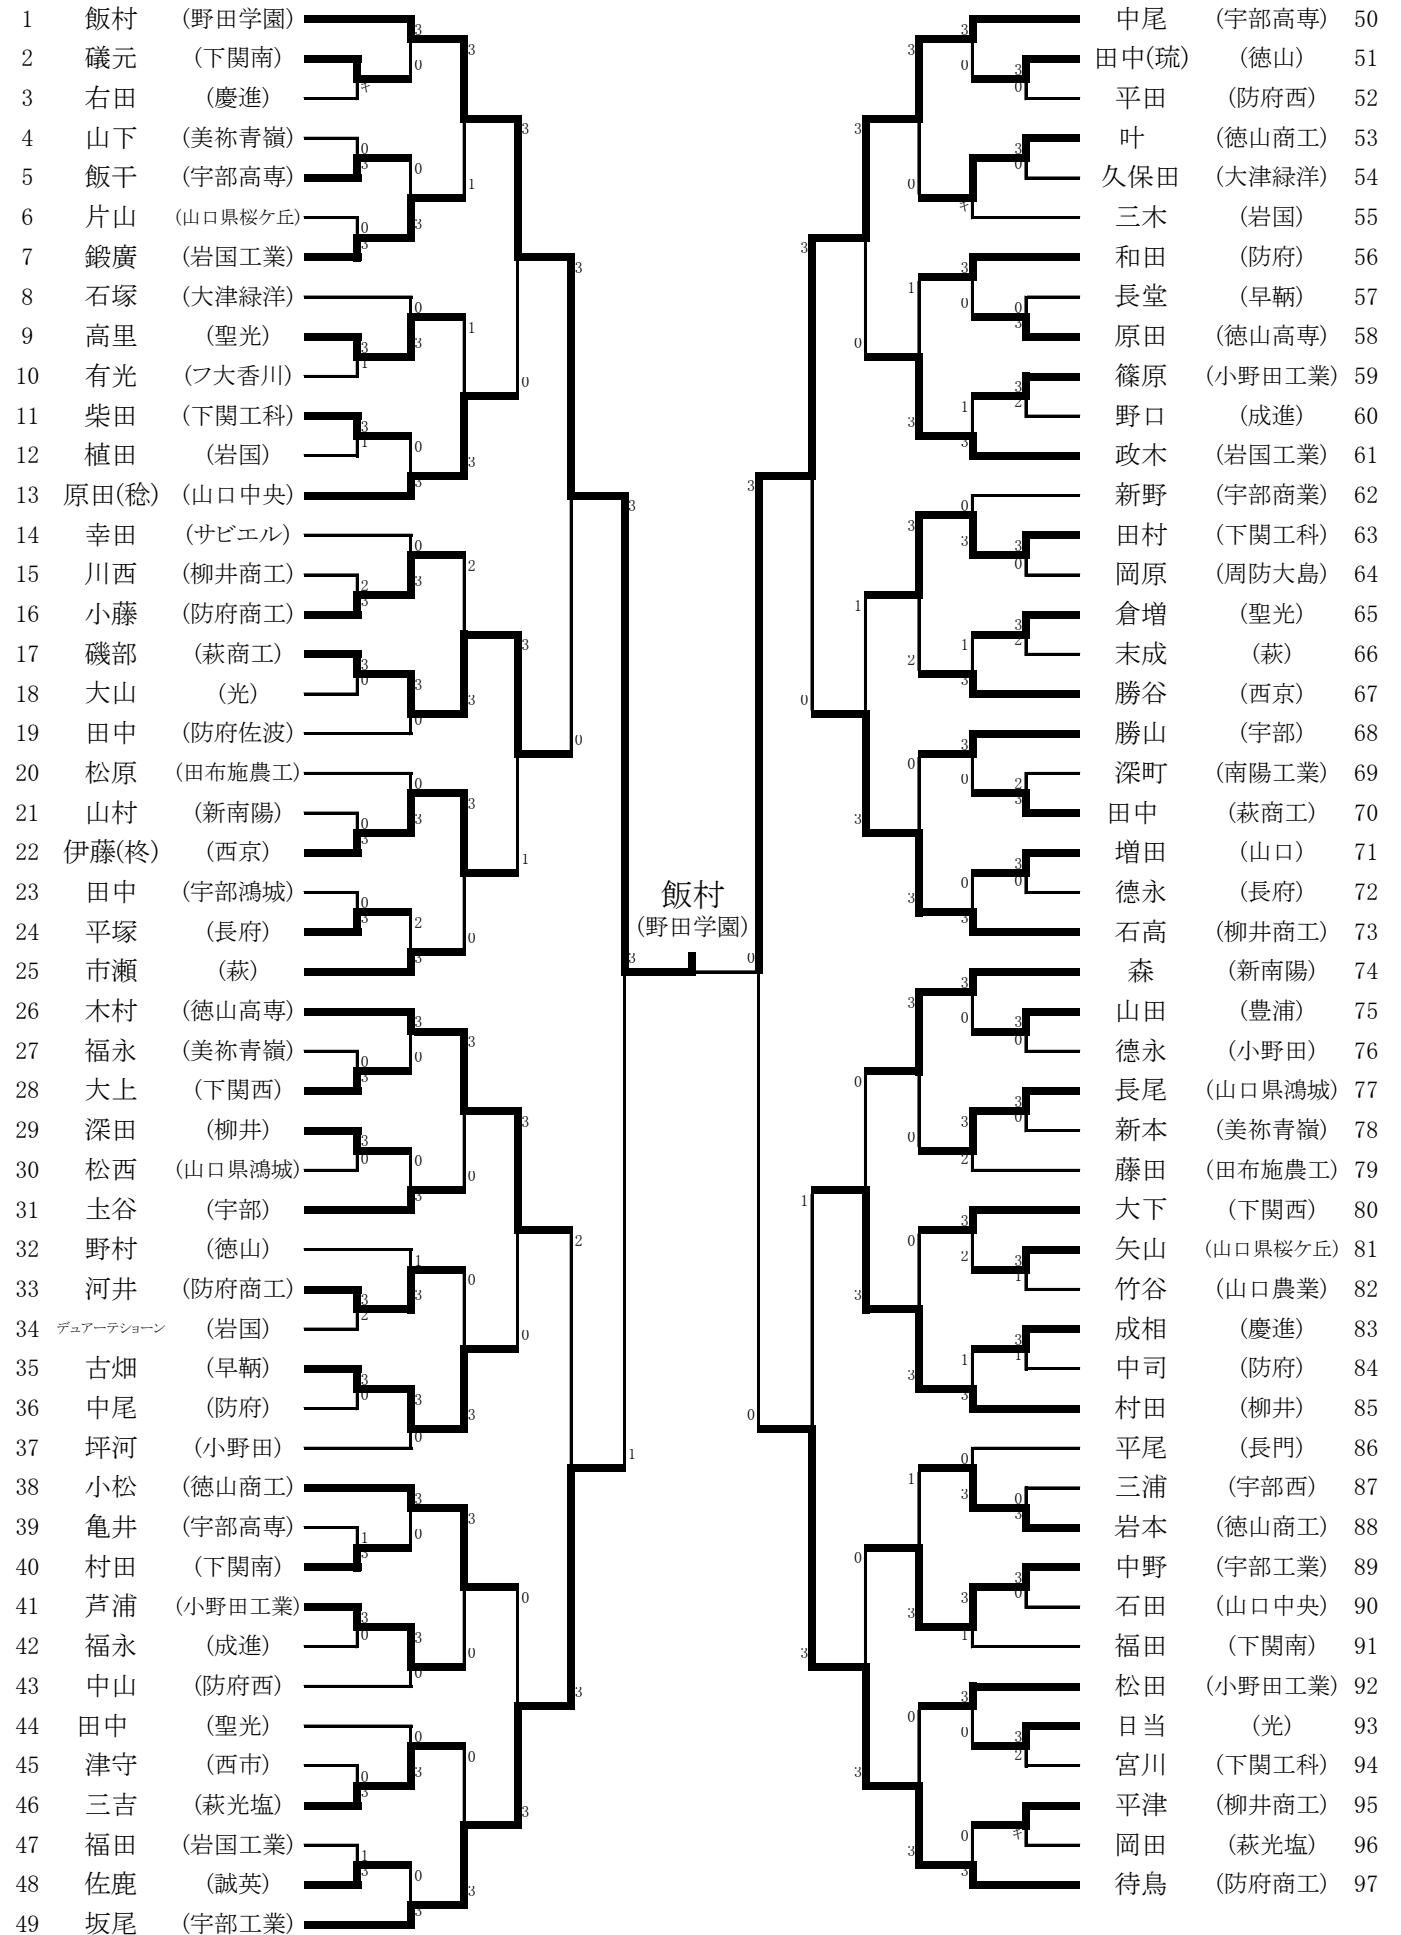 1 飯村 (野田学園)
2 礒元 (下関南)
3 右田 (慶進)
4 山下 (美祢青嶺)
5 飯干 (宇部高専)
6 片山 (山口県桜ケ丘)
7 鍛廣 (岩国工業)
8 石塚 (大津緑洋)
9 高里 (聖光)
10 有光 (フ大香川)
11 柴田 (下関工科)
12 植田 (岩国)
13 原田(稔) (山口中央)
14 幸田 (サビエル)
15 川西 (柳井商工)
16 小藤 (防府商工)
17 磯部 (萩商工)
18 大山 (光)
19 田中 (防府佐波)
20 松原 (田布施農工)
21 山村 (新南陽)
22 伊藤(柊) (西京)
23 田中 (宇部鴻城)
24 平塚 (長府)
25 市瀬 (萩)
26 木村 (徳山高専)
27 福永 (美祢青嶺)
28 大上 (下関西)
29 深田 (柳井)
30 松西 (山口県鴻城)
31 圡谷 (宇部)
32 野村 (徳山)
33 河井 (防府商工)
34 デュアーテショーン (岩国)
35 古畑 (早鞆)
36 中尾 (防府)
37 坪河 (小野田)
38 小松 (徳山商工)
39 亀井 (宇部高専)
40 村田 (下関南)
41 芦浦 (小野田工業)
42 福永 (成進)
43 中山 (防府西)
44 田中 (聖光)
45 津守 (西市)
46 三吉 (萩光塩)
47 福田 (岩国工業)
48 佐鹿 (誠英)
49 坂尾 (宇部工業)
飯村
(野田学園)
中尾 (宇部高専) 50
田中(琉) (徳山) 51
平田 (防府西) 52
叶 (徳山商工) 53
久保田 (大津緑洋) 54
三木 (岩国) 55
和田 (防府) 56
長堂 (早鞆) 57
原田 (徳山高専) 58
篠原 (小野田工業) 59
野口 (成進) 60
政木 (岩国工業) 61
新野 (宇部商業) 62
田村 (下関工科) 63
岡原 (周防大島) 64
倉増 (聖光) 65
末成 (萩) 66
勝谷 (西京) 67
勝山 (宇部) 68
深町 (南陽工業) 69
田中 (萩商工) 70
増田 (山口) 71
德永 (長府) 72
石高 (柳井商工) 73
森 (新南陽) 74
山田 (豊浦) 75
德永 (小野田) 76
長尾 (山口県鴻城) 77
新本 (美祢青嶺) 78
藤田 (田布施農工) 79
大下 (下関西) 80
矢山 (山口県桜ケ丘) 81
竹谷 (山口農業) 82
成相 (慶進) 83
中司 (防府) 84
村田 (柳井) 85
平尾 (長門) 86
三浦 (宇部西) 87
岩本 (徳山商工) 88
中野 (宇部工業) 89
石田 (山口中央) 90
福田 (下関南) 91
松田 (小野田工業) 92
日当 (光) 93
宮川 (下関工科) 94
平津 (柳井商工) 95
岡田 (萩光塩) 96
待鳥 (防府商工) 97